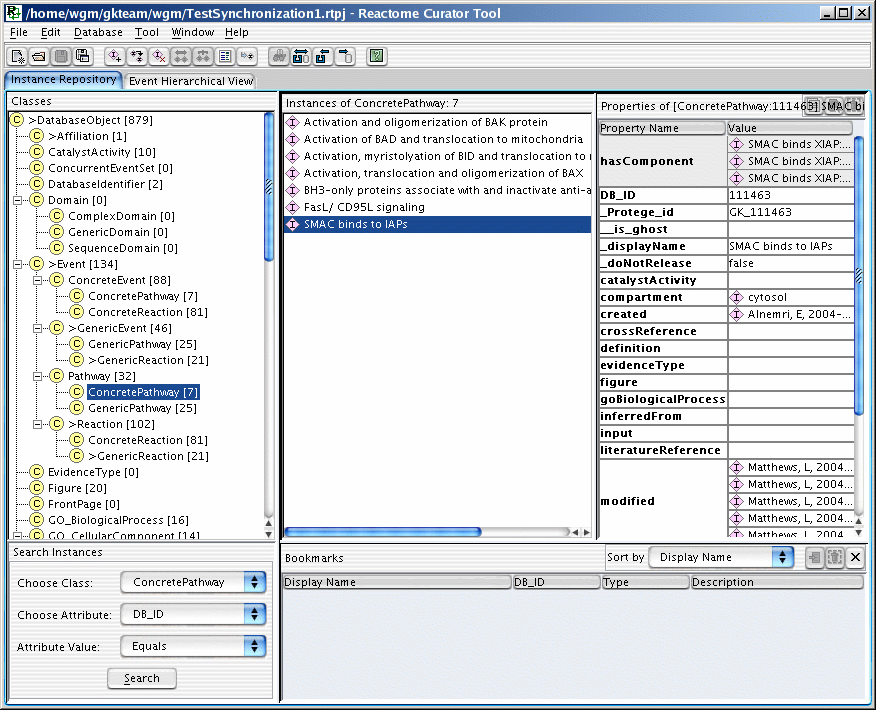 /home/wgm/gkteam/wgm/TestSynchronization1.rtpj - Reactome Curator Tool
File Edit Database Tool Window Help
Instance Repository Event Hierarchical View
Classes
>DatabaseObject [879]
>Affiliation [1]
CatalystActivity [10]
ConcurrentEventSet [0]
DatabaseIdentifier [2]
Domain [0]
ComplexDomain [0]
GenericDomain [0]
SequenceDomain [0]
>Event [134]
ConcreteEvent [88]
ConcretePathway [7]
ConcreteReaction [81]
>GenericEvent [46]
GenericPathway [25]
>GenericReaction [21]
Pathway [32]
ConcretePathway [7]
GenericPathway [25]
>Reaction [102]
ConcreteReaction [81]
>GenericReaction [21]
EvidenceType [0]
Figure [20]
FrontPage [0]
GO_BiologicalProcess [16]
GO_CellularComponent [14]
Instances of ConcretePathway: 7
Activation and oligomerization of BAK protein
Activation of BAD and translocation to mitochondria
Activation, myristolyation of BID and translocation to
Activation, translocation and oligomerization of BAX
BH3-only proteins associate with and inactivate anti-a
FasL/ CD95L signaling
SMAC binds to IAPs
Properties of [ConcretePathway:111463] SMAC bi
Property Name Value
hasComponent SMAC binds XIAP:...
SMAC binds XIAP:...
SMAC binds XIAP:...
DB_ID 111463
_Protege_id GK_111463
__is_ghost
_displayName SMAC binds to IAPs
_doNotRelease false
catalystActivity
compartment cytosol
created Alnemri, E, 2004-...
crossReference
definition
evidenceType
figure
goBiologicalProcess
inferredFrom
input
literatureReference
modified Matthews, L, 2004...
Matthews, L, 2004...
Matthews, L, 2004...
Matthews, L, 2004...
Matthews, L, 2004...
Search Instances
Choose Class: ConcretePathway
Choose Attribute: DB_ID
Attribute Value: Equals
Search
Bookmarks Sort by Display Name
Display Name DB_ID Type Description